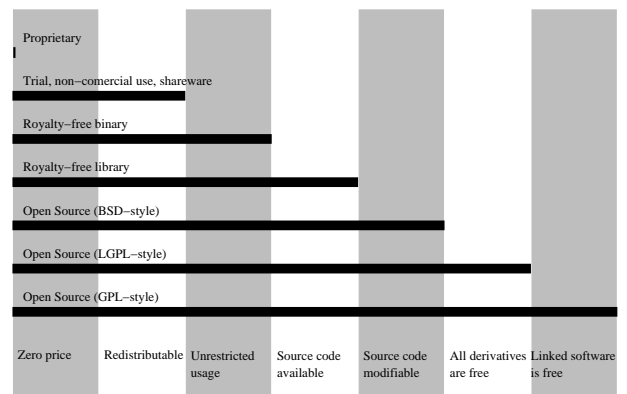 Proprietary
Trial, non−comercial use, shareware
Royalty−free binary
Royalty−free library
Open Source (BSD−style)
Open Source (LGPL−style)
Open Source (GPL−style)
Zero price
Redistributable
Unrestricted
usage
Source code
available
Source code
modifiable
All derivatives
are free
Linked software
is free